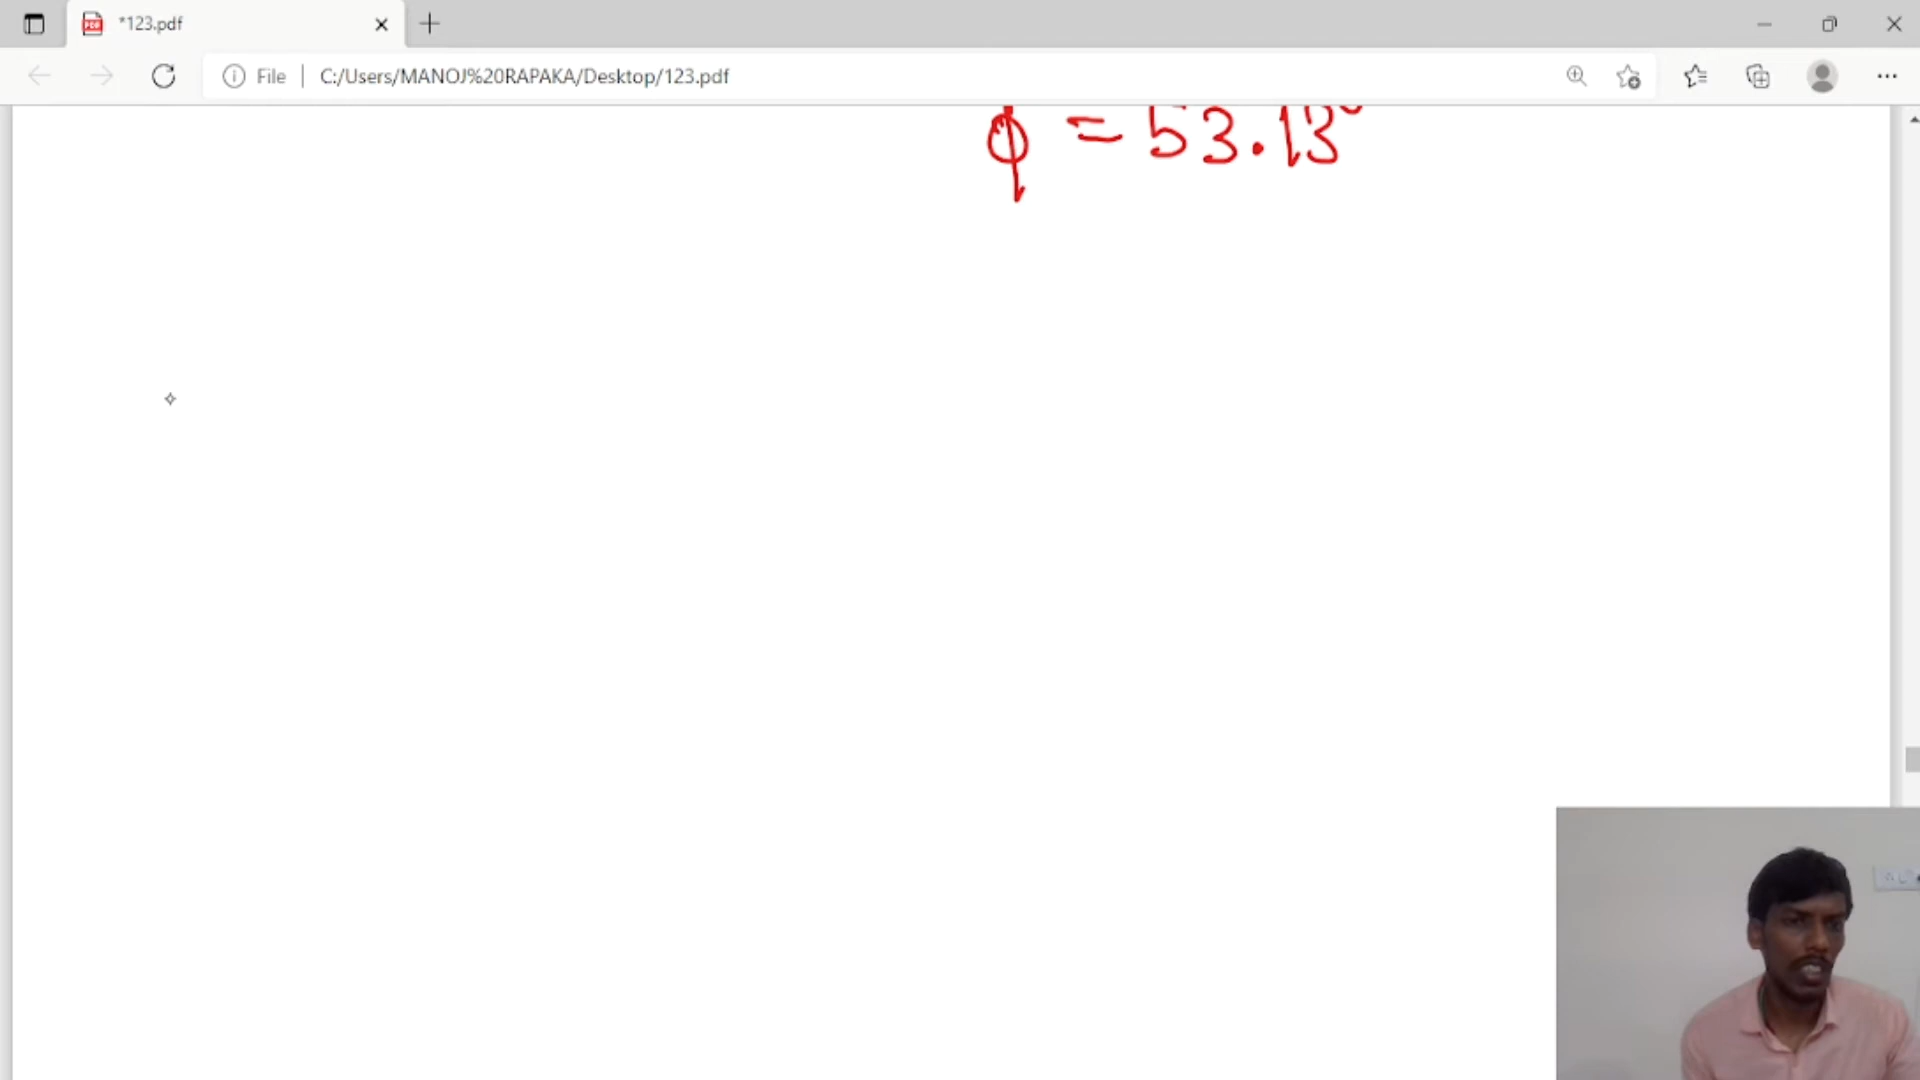 *123.pdf
File | C:/Users/MANOJ%20RAPAKA/Desktop/123.pdf
ϕ = 53.13°